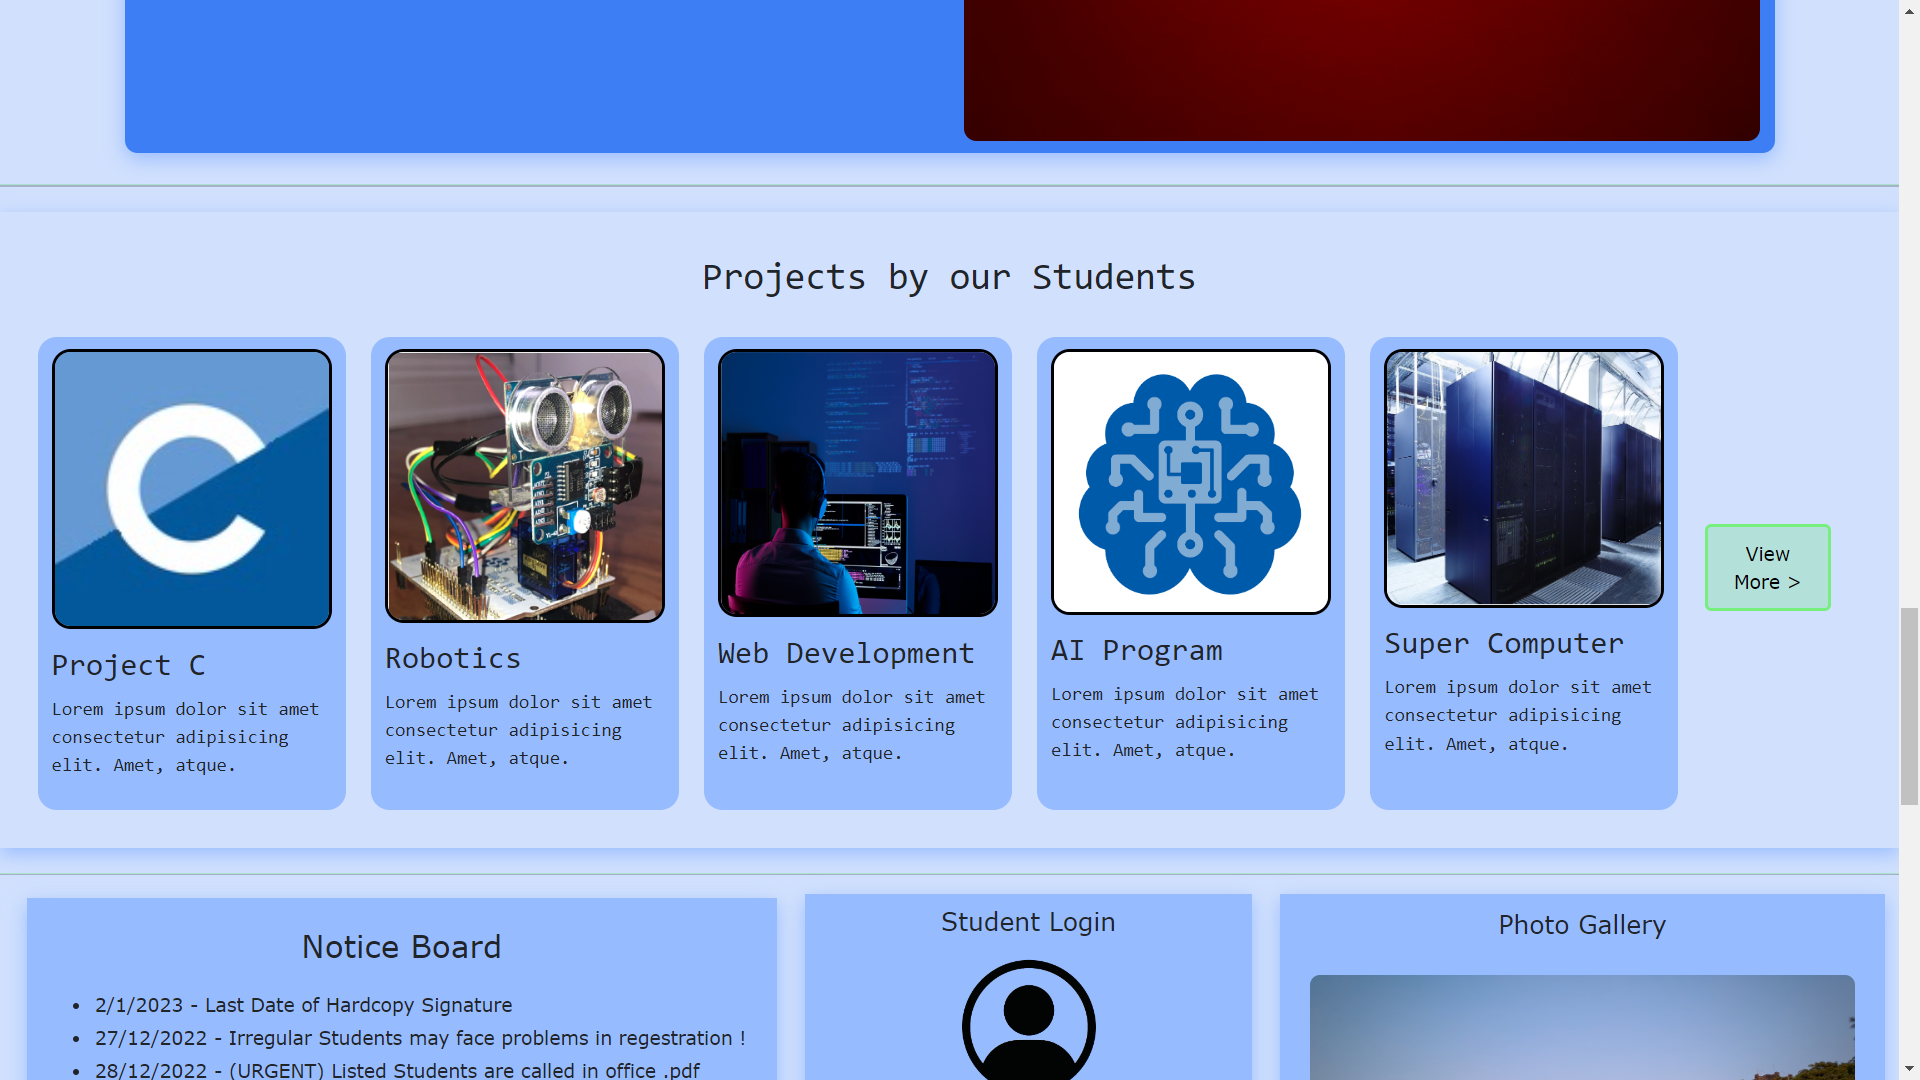 Projects by our Students
Project C
Lorem ipsum dolor sit amet
consectetur adipisicing
elit. Amet, atque.
Robotics
Lorem ipsum dolor sit amet
consectetur adipisicing
elit. Amet, atque.
Web Development
Lorem ipsum dolor sit amet
consectetur adipisicing
elit. Amet, atque.
AI Program
Lorem ipsum dolor sit amet
consectetur adipisicing
elit. Amet, atque.
Super Computer
Lorem ipsum dolor sit amet
consectetur adipisicing
elit. Amet, atque.
View
More >
Notice Board
• 2/1/2023 - Last Date of Hardcopy Signature
• 27/12/2022 - Irregular Students may face problems in regestration !
• 28/12/2022 - (URGENT) Listed Students are called in office .pdf
Student Login
Photo Gallery